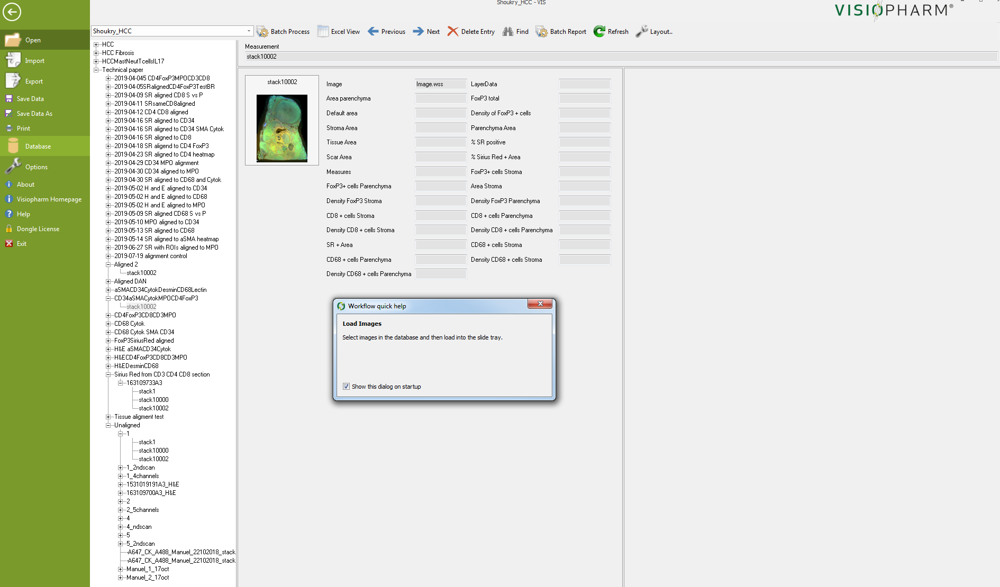 Shoukry_HCC - VIS
VISIOPHARM®
Open
Import
Export
Save Data
Save Data As
Print
Database
Options
About
Visiopharm Homepage
Help
Dongle License
Exit
Shoukry_HCC
Batch Process
Excel View
Previous
Next
Delete Entry
Find
Batch Report
Refresh
Layout..
HCC
HCC Fibrosis
HCCMastNeutTcellsIL17
Technical paper
2019-04-045 CD4FoxP3MPOCD3CD8
2019-04-05SRalignedCD4FoxP3TestBR
2019-04-09 SR aligned CD8 S vs P
2019-04-11 SRsameCD8aligned
2019-04-12 CD4 CD8 aligned
2019-04-16 SR aligned to CD34
2019-04-16 SR aligned to CD34 SMA Cytok
2019-04-16 SR aligned to CD8
2019-04-18 SR aligend to CD4 FoxP3
2019-04-23 SR aligned to CD4 heatmap
2019-04-29 CD34 MPO alignment
2019-04-30 CD34 aligned to MPO
2019-04-30 SR aligned to CD68 and Cytok
2019-05-02 H and E aligned to CD34
2019-05-02 H and E aligned to CD68
2019-05-02 H and E aligned to MPO
2019-05-09 SR aligned CD68 S vs P
2019-05-10 MPO aligned to CD34
2019-05-13 SR aligned to CD68
2019-05-14 SR aligned to aSMA heatmap
2019-06-27 SR with ROIs aligned to MPO
2019-07-19 alignment control
Aligned 2
stack10002
Aligned DAN
aSMACD34CytokDesminCD68Lectin
CD34aSMACytokMPOCD4FoxP3
stack10002
CD4FoxP3CD8CD3MPO
CD68 Cytok
CD68 Cytok SMA CD34
FoxP3SiriusRed aligned
H&E aSMACD34Cytok
H&ECD4FoxP3CD8CD3MPO
H&EDesminCD68
Sirius Red from CD3 CD4 CD8 section
163109733A3
stack1
stack10000
stack10002
Tissue aligment test
Unaligned
1
stack1
stack10000
stack10002
1_2ndscan
1_4channels
1531019191A3_H&E
163109700A3_H&E
2
2_5channels
4
4_ndscan
5
5_2ndscan
-A647_CK_A488_Manuel_22102018_stack
-A647_CK_A488_Manuel_22102018_stack
Manuel_1_17oct
Manuel_2_17oct
Measurement
stack10002
stack10002
Image Image.wss LayerData
Area parenchyma FoxP3 total
Default area Density of FoxP3 + cells
Stroma Area Parenchyma Area
Tissue Area % SR positive
Scar Area % Sirius Red + Area
Measures FoxP3+ cells Stroma
FoxP3+ cells Parenchyma Area Stroma
Density FoxP3 Stroma Density FoxP3 Parenchyma
CD8 + cells Stroma CD8 + cells Parenchyma
Density CD8 + cells Stroma Density CD8 + cells Parenchyma
SR + Area CD68 + cells Stroma
CD68 + cells Parenchyma Density CD68 + cells Stroma
Density CD68 + cells Parenchyma
Workflow quick help
Load Images
Select images in the database and then load into the slide tray.
Show this dialog on startup